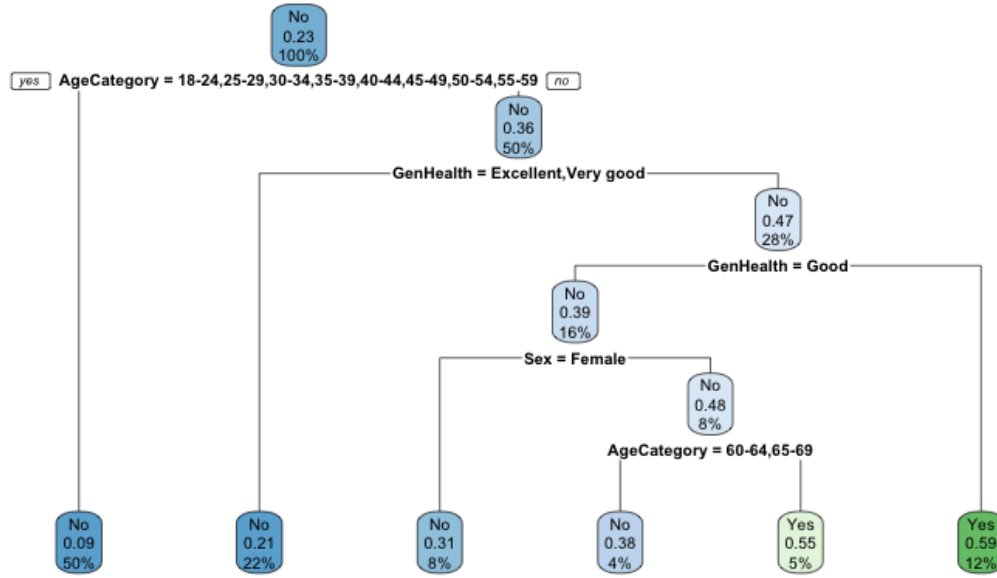 No
0.23
100%
yes AgeCategory = 18-24,25-29,30-34,35-39,40-44,45-49,50-54,55-59 no
No
0.36
50%
GenHealth = Excellent,Very good
No
0.47
28%
GenHealth = Good
No
0.39
16%
Sex = Female
No
0.48
8%
AgeCategory = 60-64,65-69
No
0.09
50%
No
0.21
22%
No
0.31
8%
No
0.38
4%
Yes
0.55
5%
Yes
0.59
12%